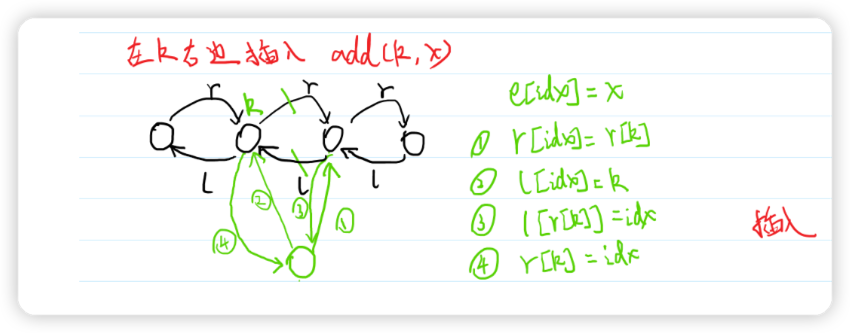 在k右边插入 add(k,x)
r r r
k
l l l
② ③ ①
④
e[idx]=x
① r[idx]=r[k]
② l[idx]=k
③ l[r[k]]=idx
④ r[k]=idx
插入